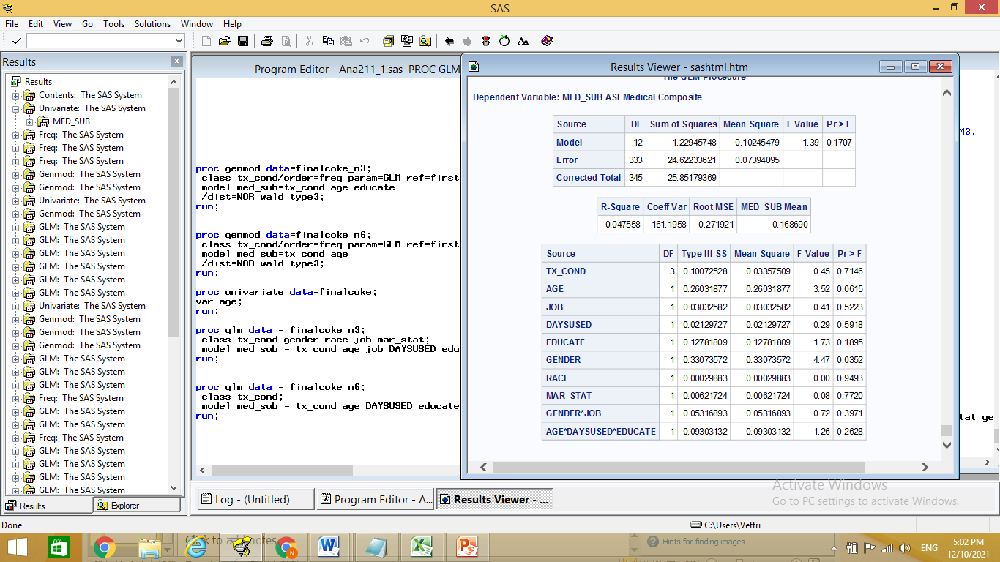 SAS
File Edit View Go Tools Solutions Window Help
Results
Results
Contents: The SAS System
Univariate: The SAS System
MED_SUB
Freq: The SAS System
Freq: The SAS System
Freq: The SAS System
Genmod: The SAS System
Genmod: The SAS System
Univariate: The SAS System
Genmod: The SAS System
GLM: The SAS System
GLM: The SAS System
GLM: The SAS System
GLM: The SAS System
GLM: The SAS System
GLM: The SAS System
Univariate: The SAS System
Genmod: The SAS System
Genmod: The SAS System
Genmod: The SAS System
GLM: The SAS System
GLM: The SAS System
GLM: The SAS System
Freq: The SAS System
GLM: The SAS System
GLM: The SAS System
Freq: The SAS System
GLM: The SAS System
GLM: The SAS System
GLM: The SAS System
GLM: The SAS System
Results Explorer
Program Editor - Ana211_1.sas PROC GLM
proc genmod data=finalcoke_m3;
class tx_cond/order=freq param=GLM ref=first
model med_sub=tx_cond age educate
/dist=NOR wald type3;
run;
proc genmod data=finalcoke_m6;
class tx_cond/order=freq param=GLM ref=first
model med_sub=tx_cond age
/dist=NOR wald type3;
run;
proc univariate data=finalcoke;
var age;
run;
proc glm data = finalcoke_m3;
class tx_cond gender race job mar_stat;
model med_sub = tx_cond age job DAYSUSED edu
run;
proc glm data = finalcoke_m6;
class tx_cond;
model med_sub = tx_cond age DAYSUSED educate
run;
M3.
tat ge
Results Viewer - sashtml.htm
The GLM Procedure
Dependent Variable: MED_SUB ASI Medical Composite
Source DF Sum of Squares Mean Square F Value Pr > F
Model 12 1.22945748 0.10245479 1.39 0.1707
Error 333 24.62233621 0.07394095
Corrected Total 345 25.85179369
R-Square Coeff Var Root MSE MED_SUB Mean
0.047558 161.1958 0.271921 0.168690
Source DF Type III SS Mean Square F Value Pr > F
TX_COND 3 0.10072528 0.03357509 0.45 0.7146
AGE 1 0.26031877 0.26031877 3.52 0.0615
JOB 1 0.03032582 0.03032582 0.41 0.5223
DAYSUSED 1 0.02129727 0.02129727 0.29 0.5918
EDUCATE 1 0.12781809 0.12781809 1.73 0.1895
GENDER 1 0.33073572 0.33073572 4.47 0.0352
RACE 1 0.00029883 0.00029883 0.00 0.9493
MAR_STAT 1 0.00621724 0.00621724 0.08 0.7720
GENDER*JOB 1 0.05316893 0.05316893 0.72 0.3971
AGE*DAYSUSED*EDUCATE 1 0.09303132 0.09303132 1.26 0.2628
Log - (Untitled) Program Editor - A... Results Viewer - ...
Activate Windows
Go to PC settings to activate Windows.
Done
C:\Users\Vettri
Click to add notes
Hints for finding images
ENG
5:02 PM
12/10/2021